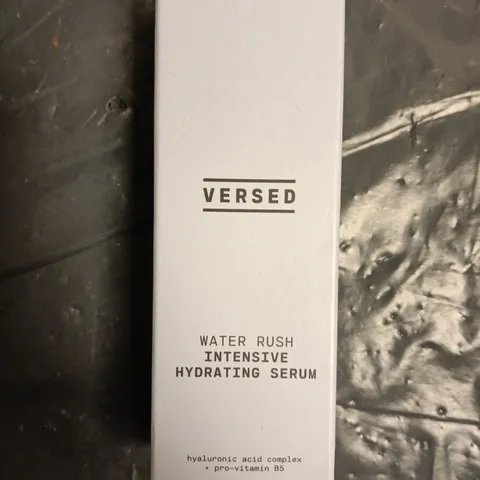 VERSED
WATER RUSH
INTENSIVE
HYDRATING SERUM
hyaluronic acid complex
+ pro-vitamin B5